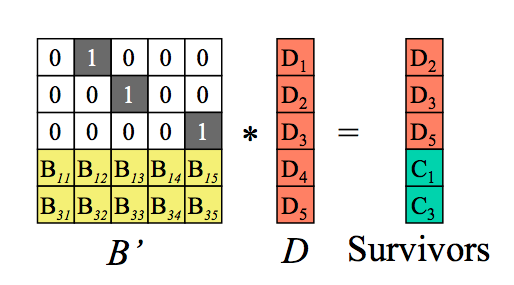 0 1 0 0 0 D₁ D₂
0 0 1 0 0 D₂ D₃
0 0 0 0 1 * D₃ = D₅
B₁₁ B₁₂ B₁₃ B₁₄ B₁₅ D₄ C₁
B₃₁ B₃₂ B₃₃ B₃₄ B₃₅ D₅ C₃
B’ D Survivors